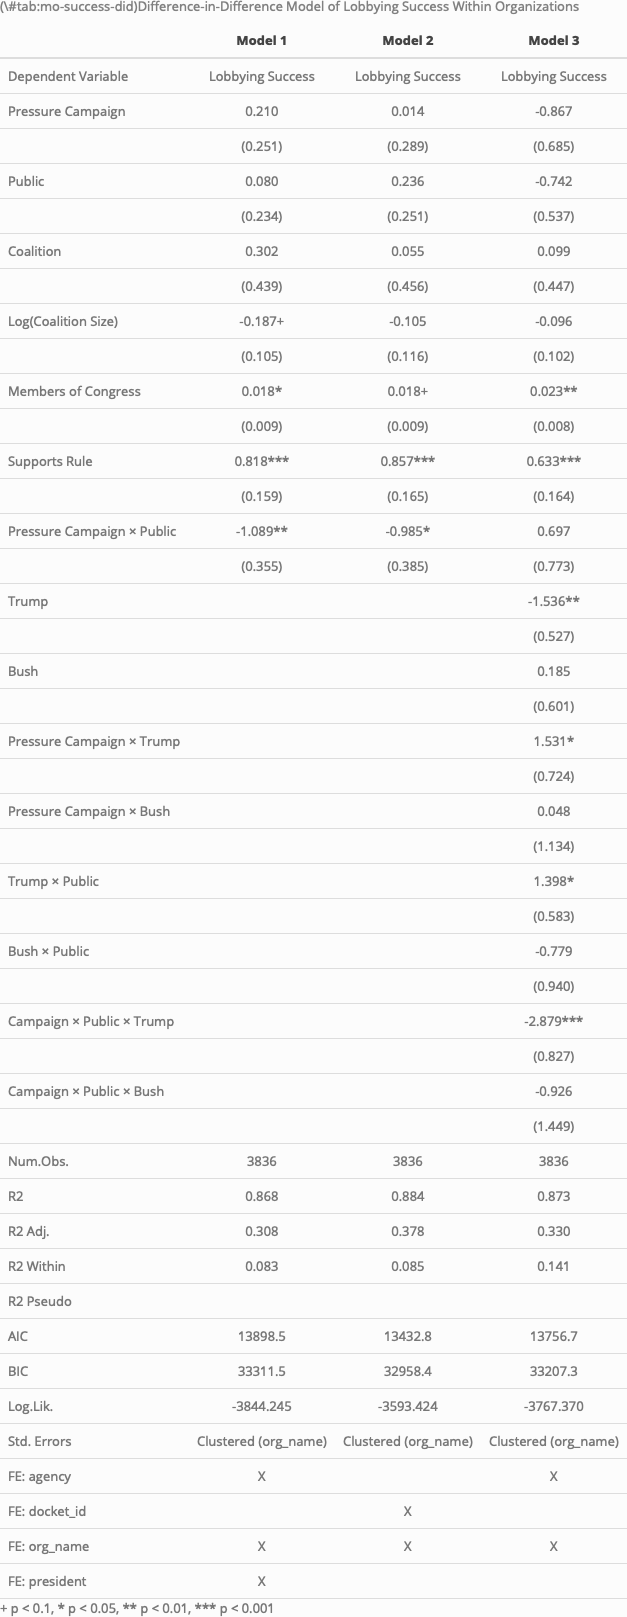 (\#tab:mo-success-did)Difference-in-Difference Model of Lobbying Success Within Organizations
Model 1 Model 2 Model 3
Dependent Variable Lobbying Success Lobbying Success Lobbying Success
Pressure Campaign 0.210 0.014 -0.867
(0.251) (0.289) (0.685)
Public 0.080 0.236 -0.742
(0.234) (0.251) (0.537)
Coalition 0.302 0.055 0.099
(0.439) (0.456) (0.447)
Log(Coalition Size) -0.187+ -0.105 -0.096
(0.105) (0.116) (0.102)
Members of Congress 0.018* 0.018+ 0.023**
(0.009) (0.009) (0.008)
Supports Rule 0.818*** 0.857*** 0.633***
(0.159) (0.165) (0.164)
Pressure Campaign × Public -1.089** -0.985* 0.697
(0.355) (0.385) (0.773)
Trump -1.536**
(0.527)
Bush 0.185
(0.601)
Pressure Campaign × Trump 1.531*
(0.724)
Pressure Campaign × Bush 0.048
(1.134)
Trump × Public 1.398*
(0.583)
Bush × Public -0.779
(0.940)
Campaign × Public × Trump -2.879***
(0.827)
Campaign × Public × Bush -0.926
(1.449)
Num.Obs. 3836 3836 3836
R2 0.868 0.884 0.873
R2 Adj. 0.308 0.378 0.330
R2 Within 0.083 0.085 0.141
R2 Pseudo
AIC 13898.5 13432.8 13756.7
BIC 33311.5 32958.4 33207.3
Log.Lik. -3844.245 -3593.424 -3767.370
Std. Errors Clustered (org_name) Clustered (org_name) Clustered (org_name)
FE: agency X X
FE: docket_id X
FE: org_name X X X
FE: president X
+ p < 0.1, * p < 0.05, ** p < 0.01, *** p < 0.001